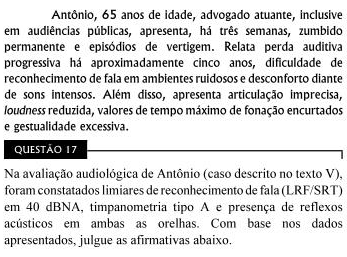 Antônio, 65 anos de idade, advogado atuante, inclusive
em audiências públicas, apresenta, há três semanas, zumbido
permanente e episódios de vertigem. Relata perda auditiva
progressiva há aproximadamente cinco anos, dificuldade de
reconhecimento de fala em ambientes ruidosos e desconforto diante
de sons intensos. Além disso, apresenta articulação imprecisa,
loudness reduzida, valores de tempo máximo de fonação encurtados
e gestualidade excessiva.
QUESTÃO 17
Na avaliação audiológica de Antônio (caso descrito no texto V),
foram constatados limiares de reconhecimento de fala (LRF/SRT)
em 40 dBNA, timpanometria tipo A e presença de reflexos
acústicos em ambas as orelhas. Com base nos dados
apresentados, julgue as afirmativas abaixo.